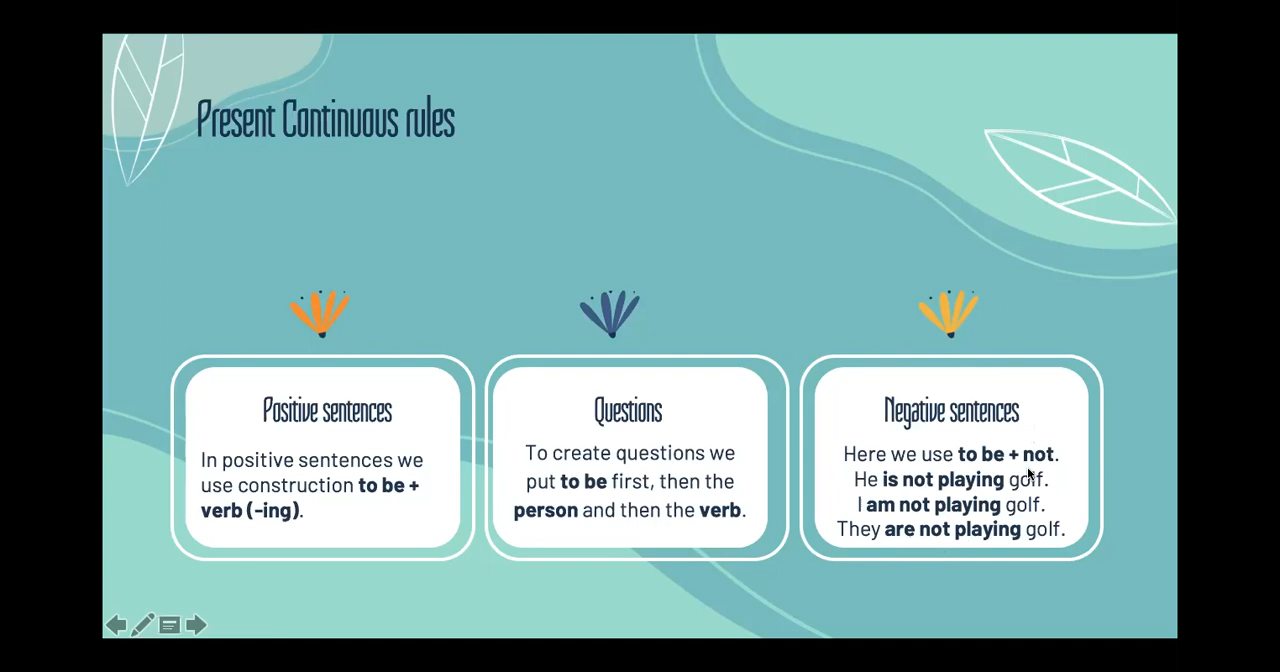 Present Continuous rules
Positive sentences
In positive sentences we
use construction to be +
verb (-ing).
Questions
To create questions we
put to be first, then the
person and then the verb.
Negative sentences
Here we use to be + not.
He is not playing golf.
I am not playing golf.
They are not playing golf.